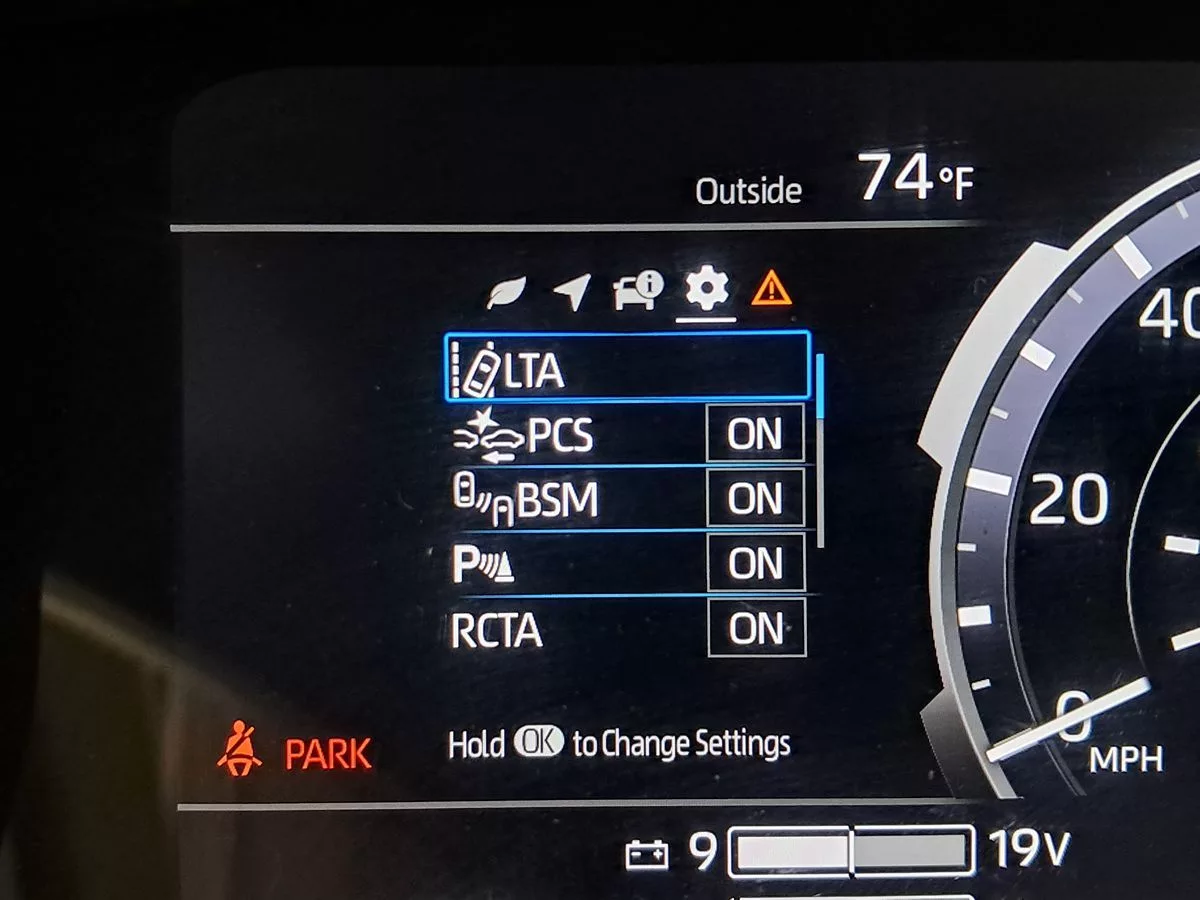 Outside 74°F
LTA
PCS ON
BSM ON
P ON
RCTA ON
Hold OK to Change Settings
PARK
40
20
0
MPH
9 19V